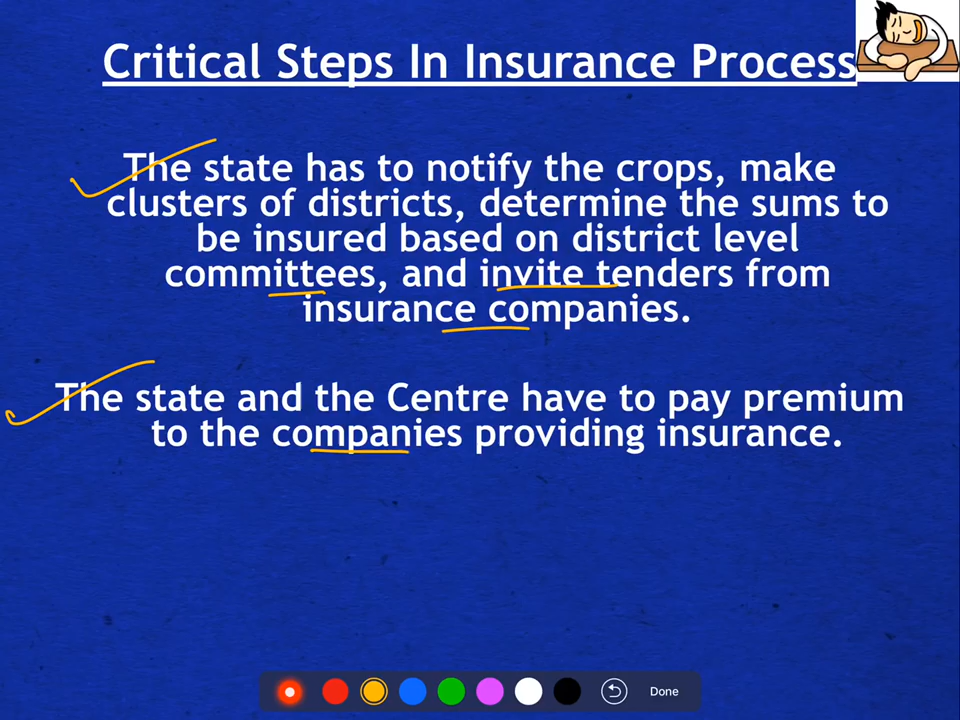 Critical Steps In Insurance Process
The state has to notify the crops, make
clusters of districts, determine the sums to
be insured based on district level
committees, and invite tenders from
insurance companies.
The state and the Centre have to pay premium
to the companies providing insurance.
Done